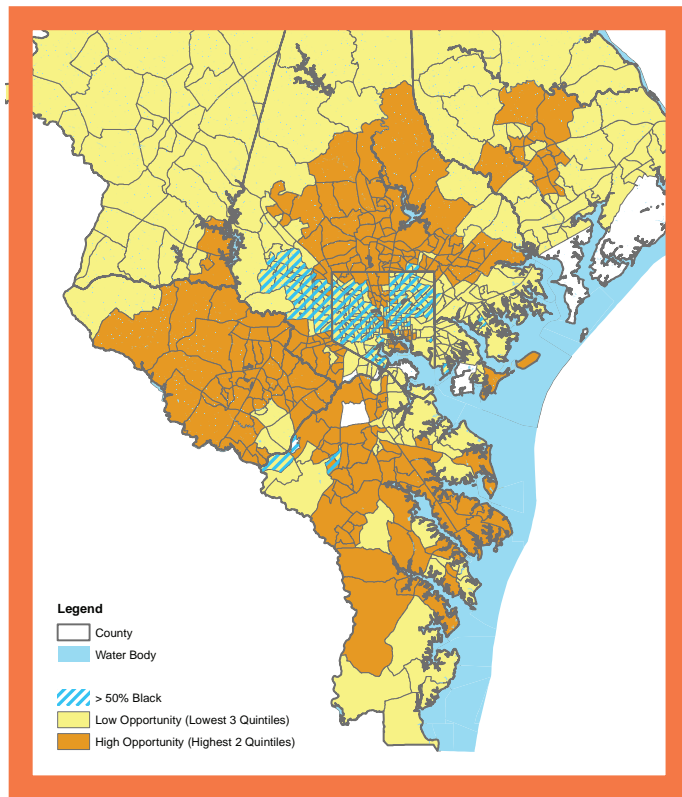 Legend
County
Water Body
> 50% Black
Low Opportunity (Lowest 3 Quintiles)
High Opportunity (Highest 2 Quintiles)